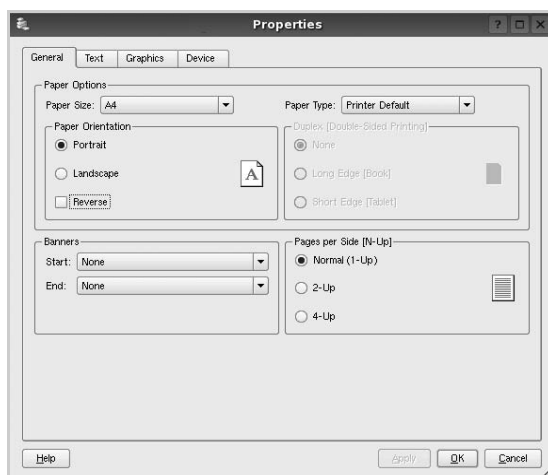 Properties
General Text Graphics Device
Paper Options
Paper Size: A4 Paper Type: Printer Default
Paper Orientation
Portrait
Landscape
A
Reverse
Duplex [Double-Sided Printing]
None
Long Edge [Book]
Short Edge [Tablet]
Banners
Start: None
End: None
Pages per Side [N-Up]
Normal (1-Up)
2-Up
4-Up
Help Apply OK Cancel